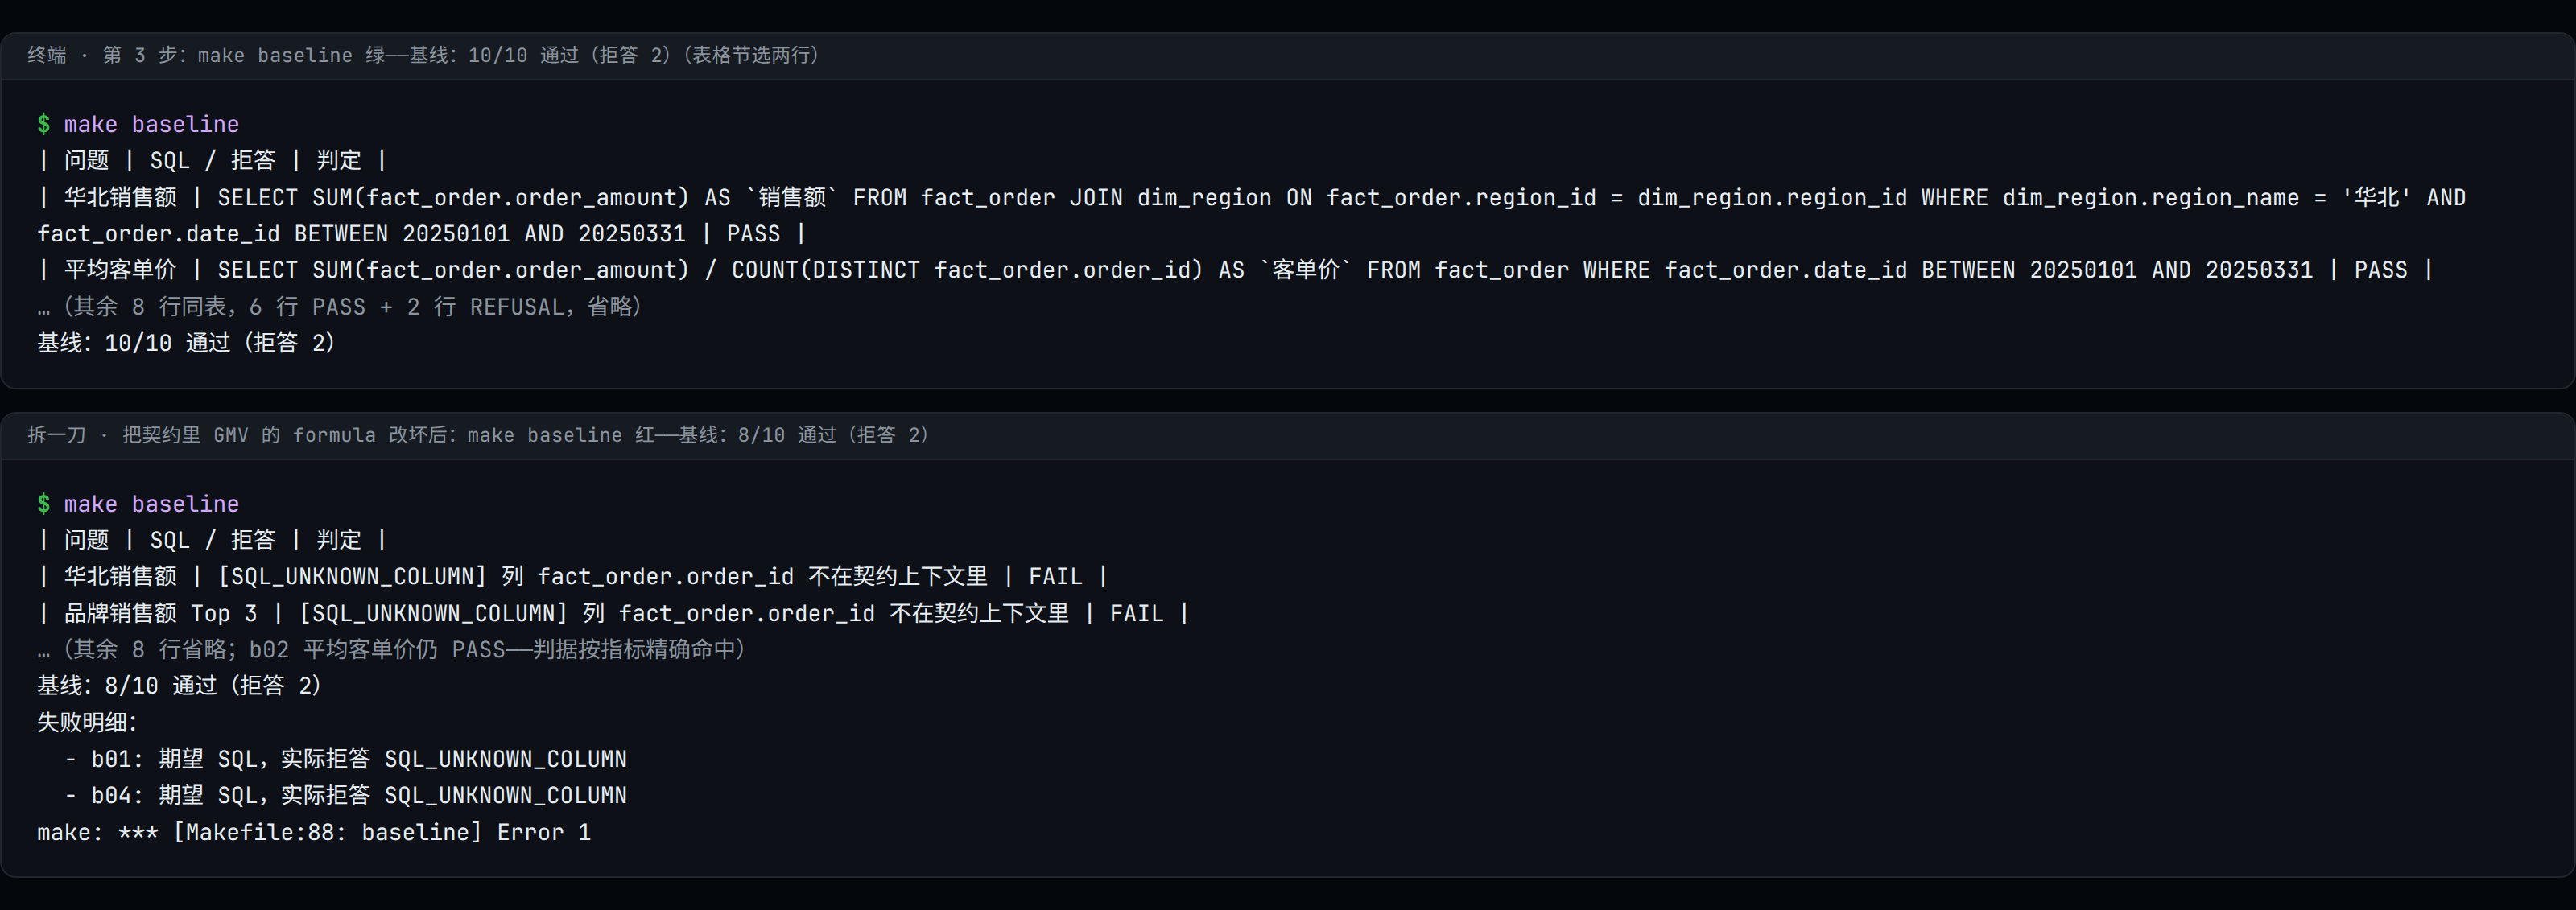 终端 · 第 3 步：make baseline 绿——基线：10/10 通过（拒答 2）（表格节选两行）
$ make baseline
| 问题 | SQL / 拒答 | 判定 |
| 华北销售额 | SELECT SUM(fact_order.order_amount) AS `销售额` FROM fact_order JOIN dim_region ON fact_order.region_id = dim_region.region_id WHERE dim_region.region_name = '华北' AND
fact_order.date_id BETWEEN 20250101 AND 20250331 | PASS |
| 平均客单价 | SELECT SUM(fact_order.order_amount) / COUNT(DISTINCT fact_order.order_id) AS `客单价` FROM fact_order WHERE fact_order.date_id BETWEEN 20250101 AND 20250331 | PASS |
…（其余 8 行同表，6 行 PASS + 2 行 REFUSAL，省略）
基线：10/10 通过（拒答 2）
拆一刀 · 把契约里 GMV 的 formula 改坏后：make baseline 红——基线：8/10 通过（拒答 2）
$ make baseline
| 问题 | SQL / 拒答 | 判定 |
| 华北销售额 | [SQL_UNKNOWN_COLUMN] 列 fact_order.order_id 不在契约上下文里 | FAIL |
| 品牌销售额 Top 3 | [SQL_UNKNOWN_COLUMN] 列 fact_order.order_id 不在契约上下文里 | FAIL |
…（其余 8 行省略；b02 平均客单价仍 PASS——判据按指标精确命中）
基线：8/10 通过（拒答 2）
失败明细：
- b01: 期望 SQL，实际拒答 SQL_UNKNOWN_COLUMN
- b04: 期望 SQL，实际拒答 SQL_UNKNOWN_COLUMN
make: *** [Makefile:88: baseline] Error 1